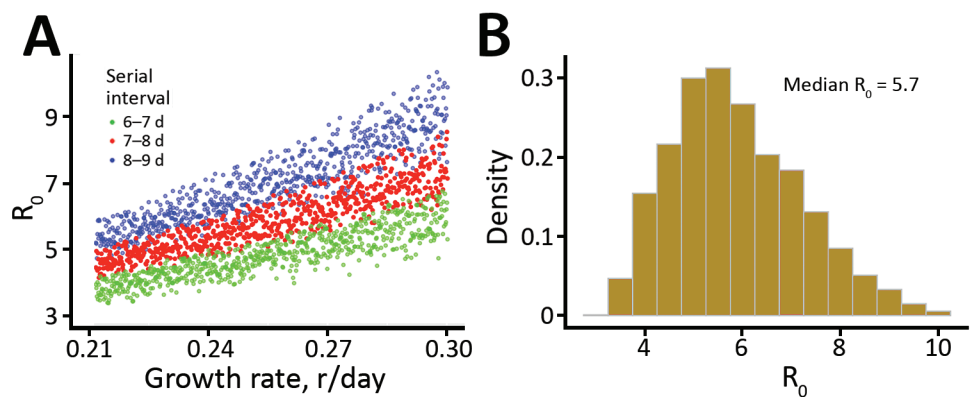 A
Serial
interval
6–7 d
7–8 d
8–9 d
R0
9
7
5
3
0.21 0.24 0.27 0.30
Growth rate, r/day
B
Median R0 = 5.7
Density
0.3
0.2
0.1
0
4 6 8 10
R0